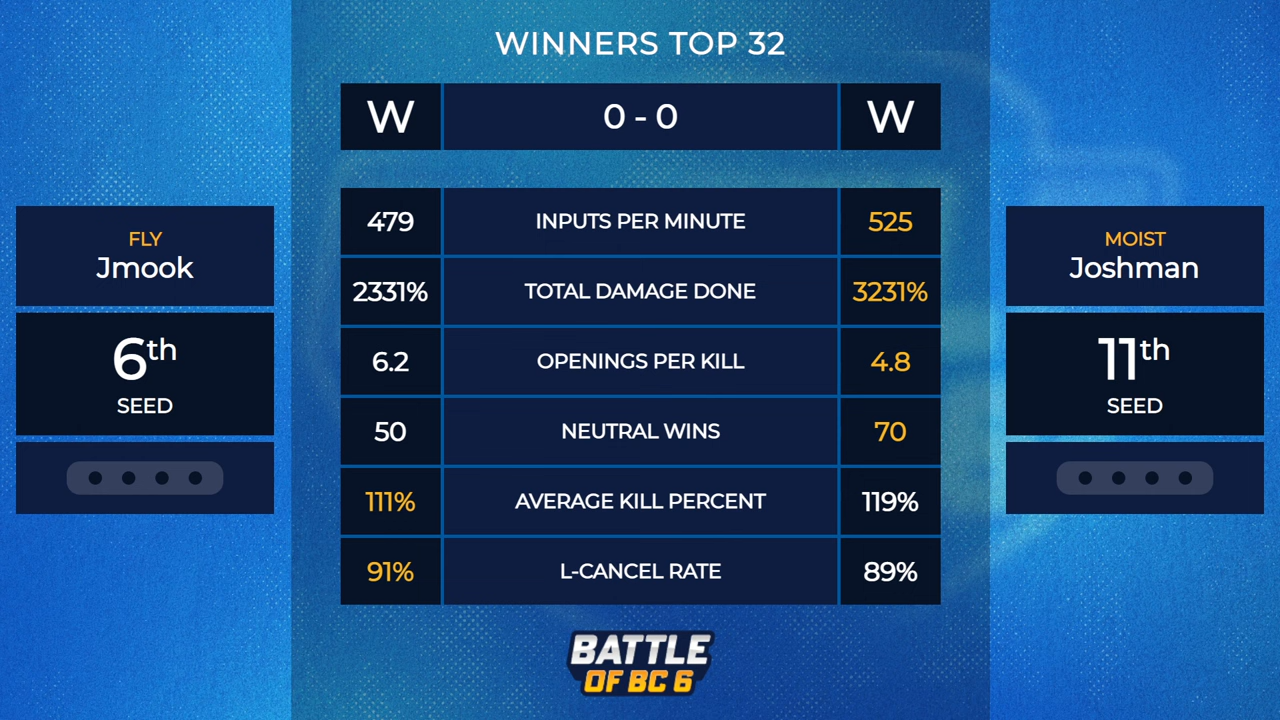 WINNERS TOP 32
W 0 - 0 W
FLY
Jmook
6th
SEED
479 INPUTS PER MINUTE 525
2331% TOTAL DAMAGE DONE 3231%
6.2 OPENINGS PER KILL 4.8
50 NEUTRAL WINS 70
111% AVERAGE KILL PERCENT 119%
91% L-CANCEL RATE 89%
MOIST
Joshman
11th
SEED
BATTLE
OF BC 6